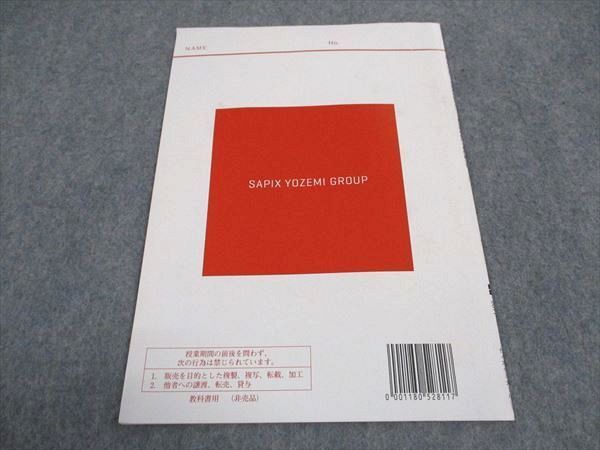 NAME No.
SAPIX YOZEMI GROUP
授業期間の前後を問わず、
次の行為は禁じられています。
1. 販売を目的とした複製、複写、転載、加工
2. 他者への譲渡、転売、貸与
教科書用 (非売品)
0 001180 528117